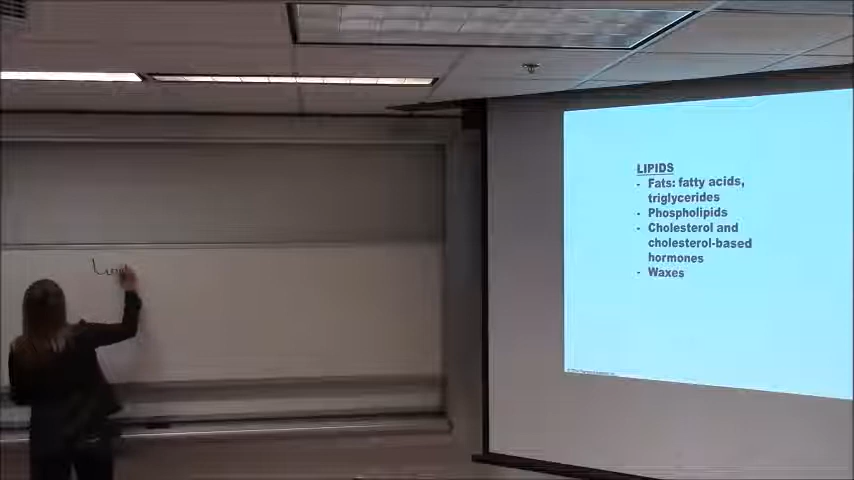 LIPIDS
- Fats: fatty acids,
triglycerides
- Phospholipids
- Cholesterol and
cholesterol-based
hormones
- Waxes